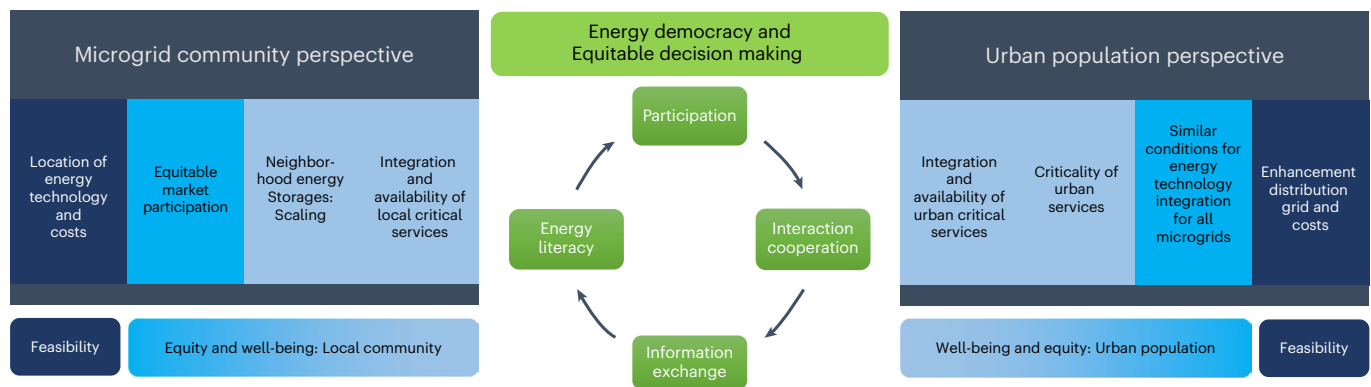 Microgrid community perspective
Location of
energy
technology
and
costs
Equitable
market
participation
Neighbor-
hood energy
Storages:
Scaling
Integration
and
availability of
local critical
services
Feasibility
Equity and well-being: Local community
Energy democracy and
Equitable decision making
Participation
Interaction
cooperation
Information
exchange
Energy
literacy
Urban population perspective
Integration
and
availability of
urban critical
services
Criticality of
urban
services
Similar
conditions for
energy
technology
integration
for all
microgrids
Enhancement
distribution
grid and
costs
Well-being and equity: Urban population
Feasibility